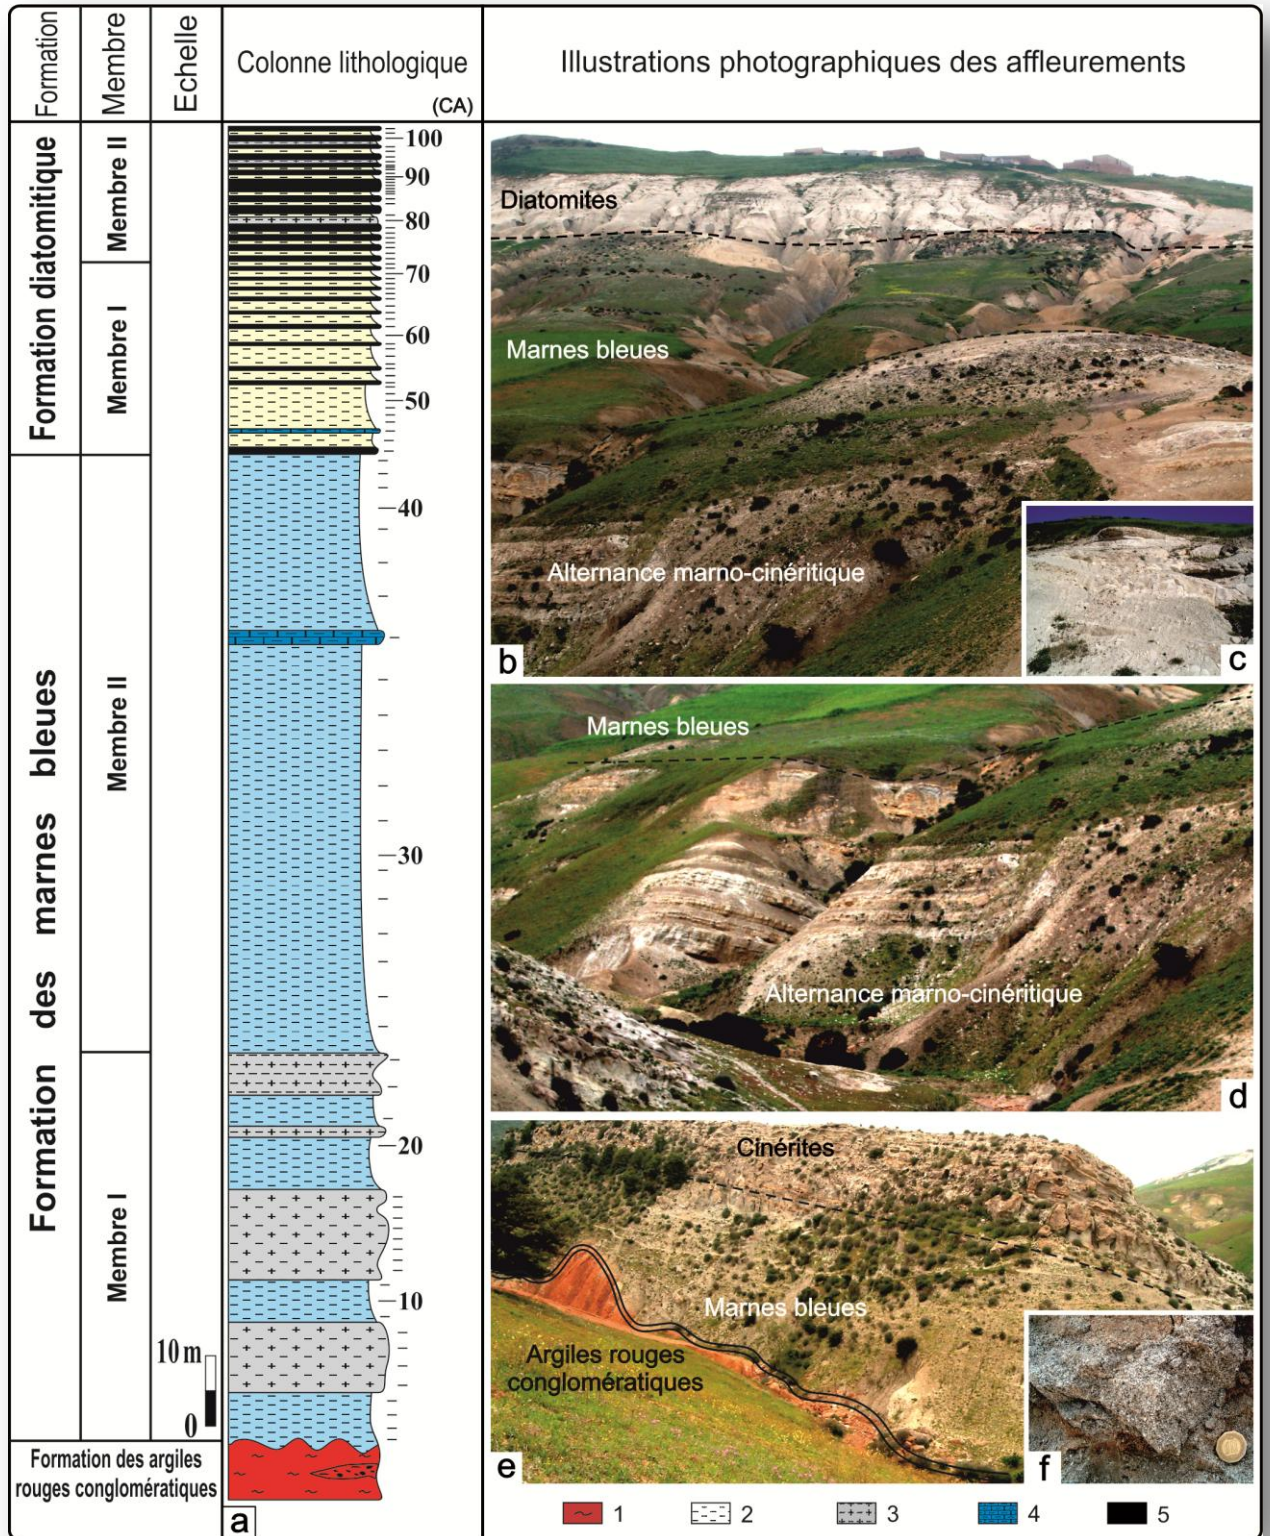 Formation
Membre
Echelle
Colonne lithologique
(CA)
Illustrations photographiques des affleurements
Formation diatomitique
Membre II
Membre I
Formation des marnes bleues
Membre II
Membre I
Formation des argiles
rouges conglomératiques
10 m
0
100
90
80
70
60
50
40
30
20
10
a
Diatomites
Marnes bleues
Alternance marno-cinéritique
b
c
Marnes bleues
Alternance marno-cinéritique
d
Cinérites
Marnes bleues
Argiles rouges
conglomératiques
e
f
1
2
3
4
5